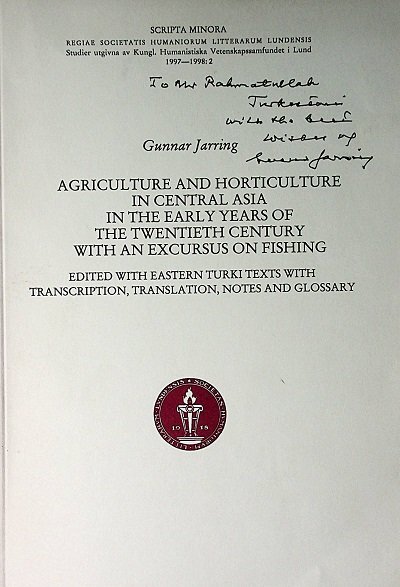 SCRIPTA MINORA
REGIAE SOCIETATIS HUMANIORUM LITTERARUM LUNDENSIS
Studier utgivna av Kungl. Humanistiska Vetenskapssamfundet i Lund
1997—1998:2
To Mr Rahmatullah
Turkestani
with the best
wishes of
Gunnar Jarring
Gunnar Jarring
AGRICULTURE AND HORTICULTURE
IN CENTRAL ASIA
IN THE EARLY YEARS OF
THE TWENTIETH CENTURY
WITH AN EXCURSUS ON FISHING
EDITED WITH EASTERN TURKI TEXTS WITH
TRANSCRIPTION, TRANSLATION, NOTES AND GLOSSARY
1918